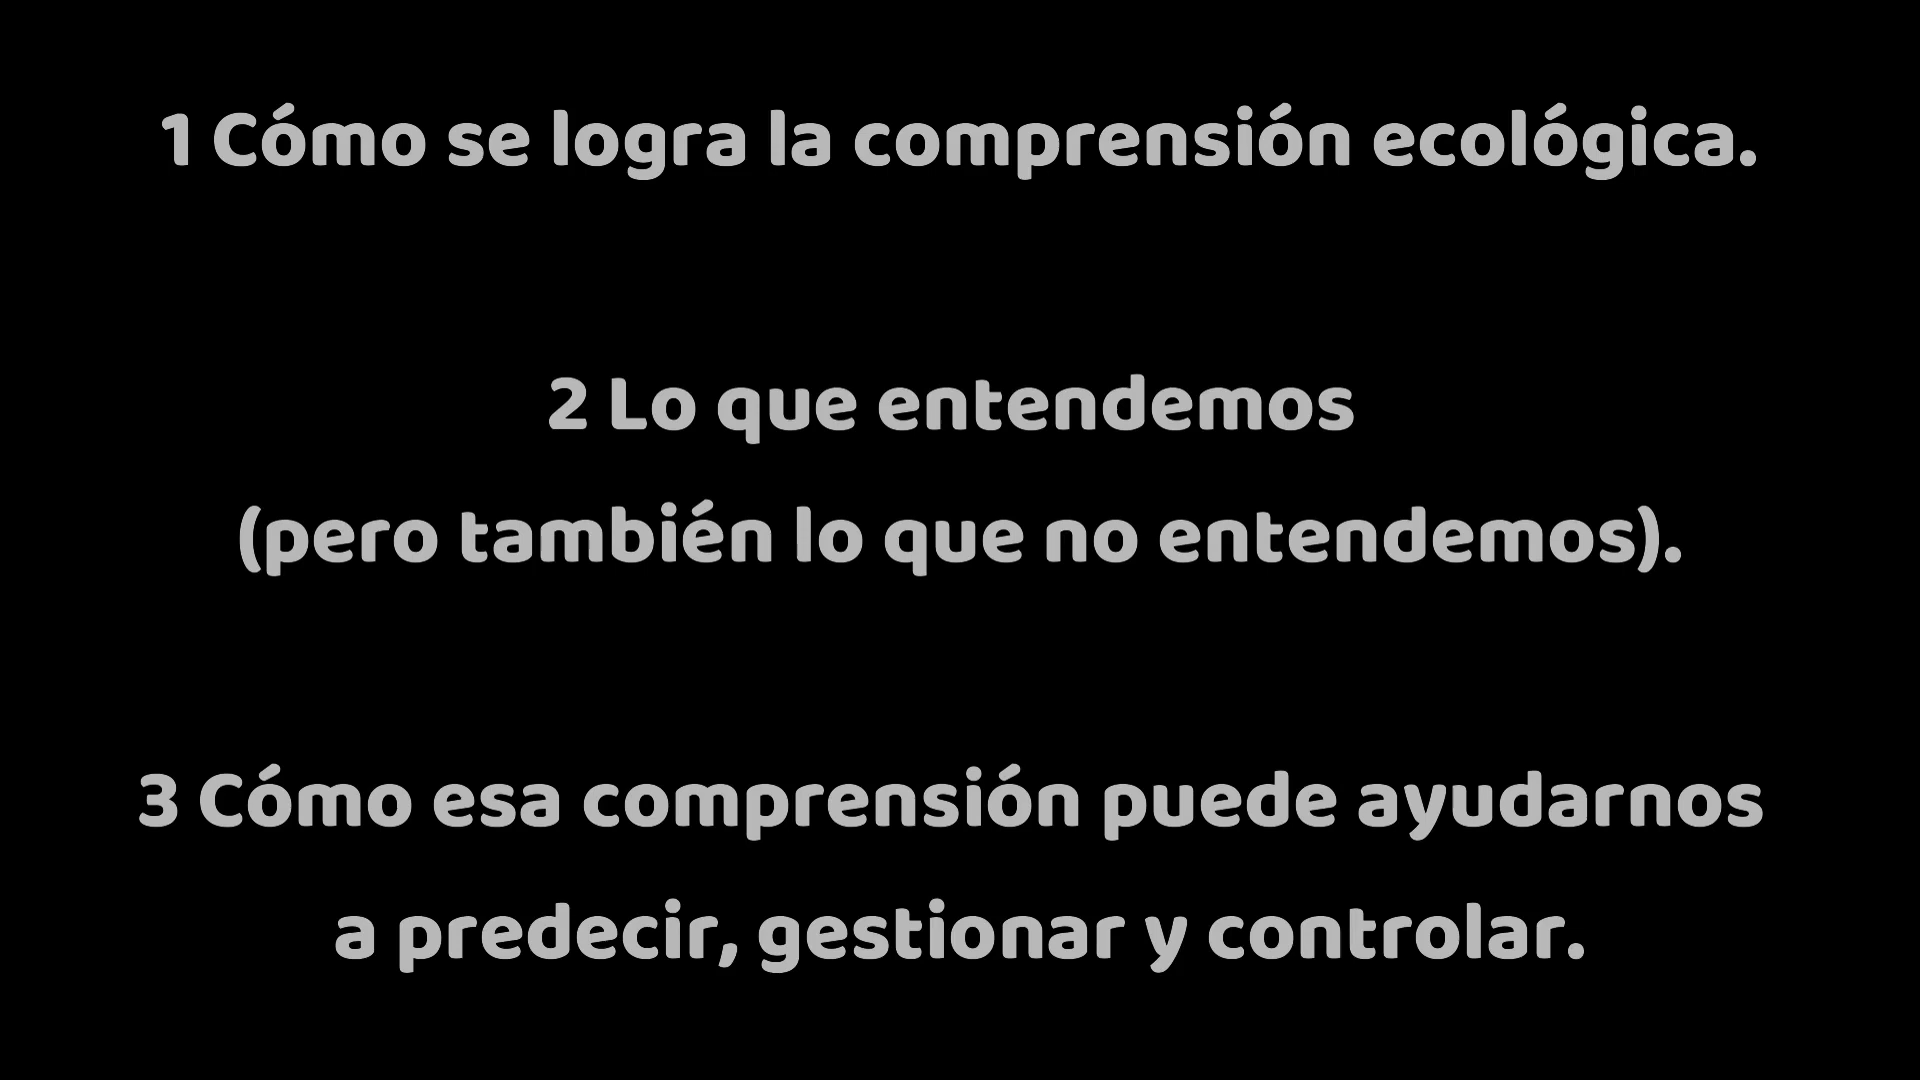 1 Cómo se logra la comprensión ecológica.
2 Lo que entendemos
(pero también lo que no entendemos).
3 Cómo esa comprensión puede ayudarnos
a predecir, gestionar y controlar.